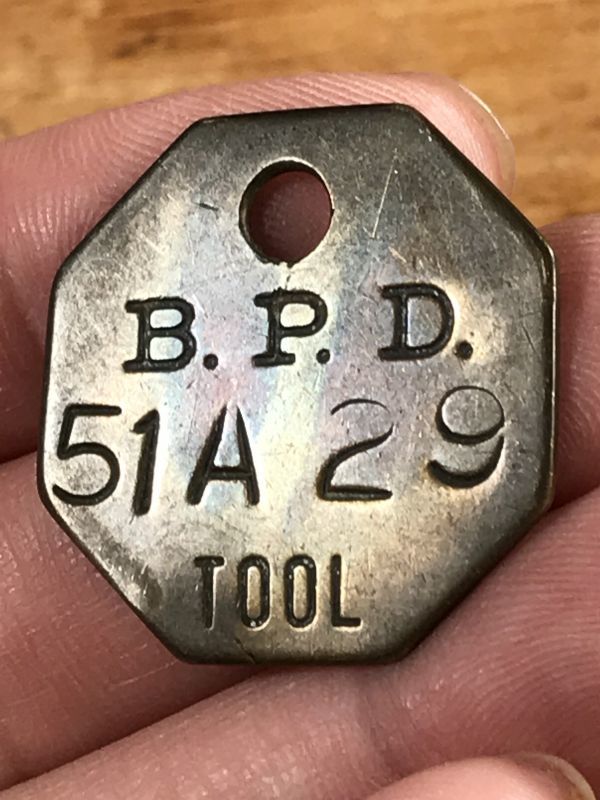 B. P. D.
51A 29
TOOL